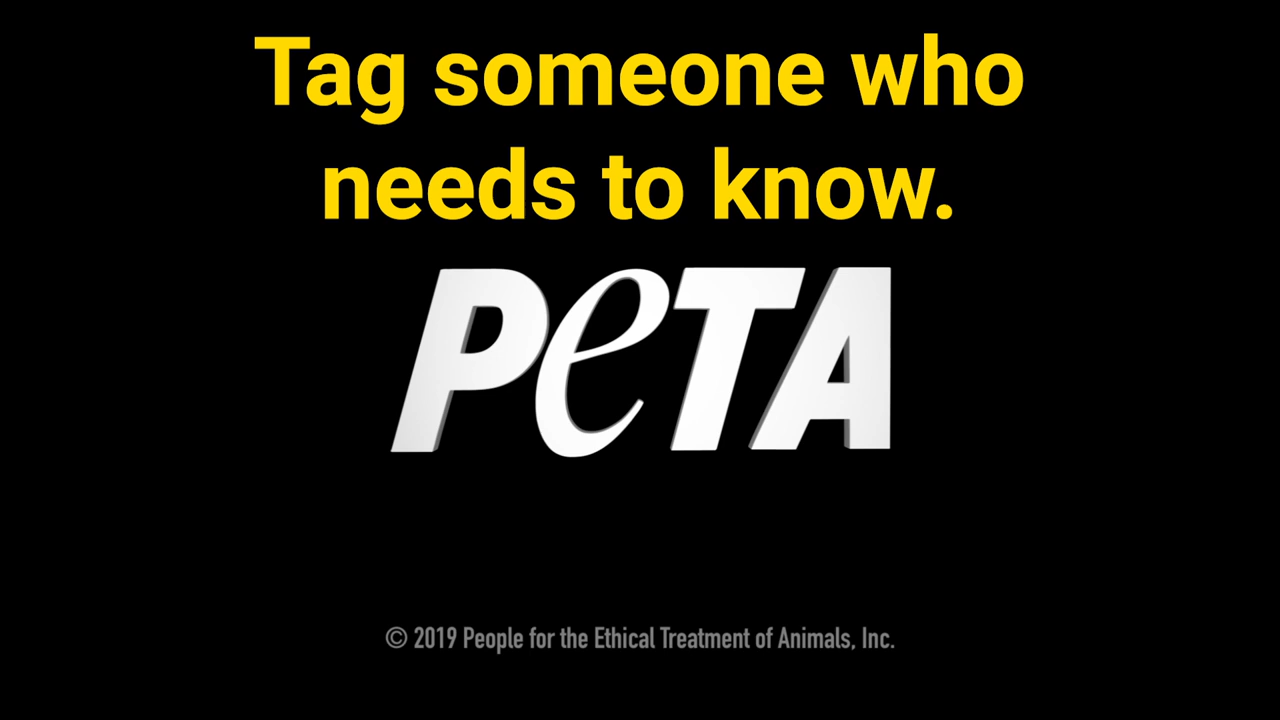 Tag someone who
needs to know.
PeTA
© 2019 People for the Ethical Treatment of Animals, Inc.